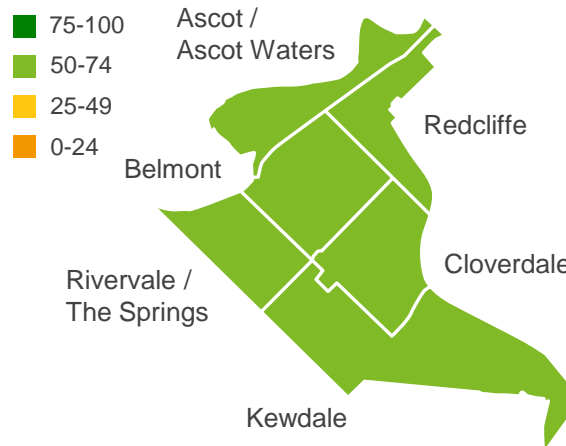 75-100
50-74
25-49
0-24
Ascot /
Ascot Waters
Redcliffe
Belmont
Cloverdale
Rivervale /
The Springs
Kewdale